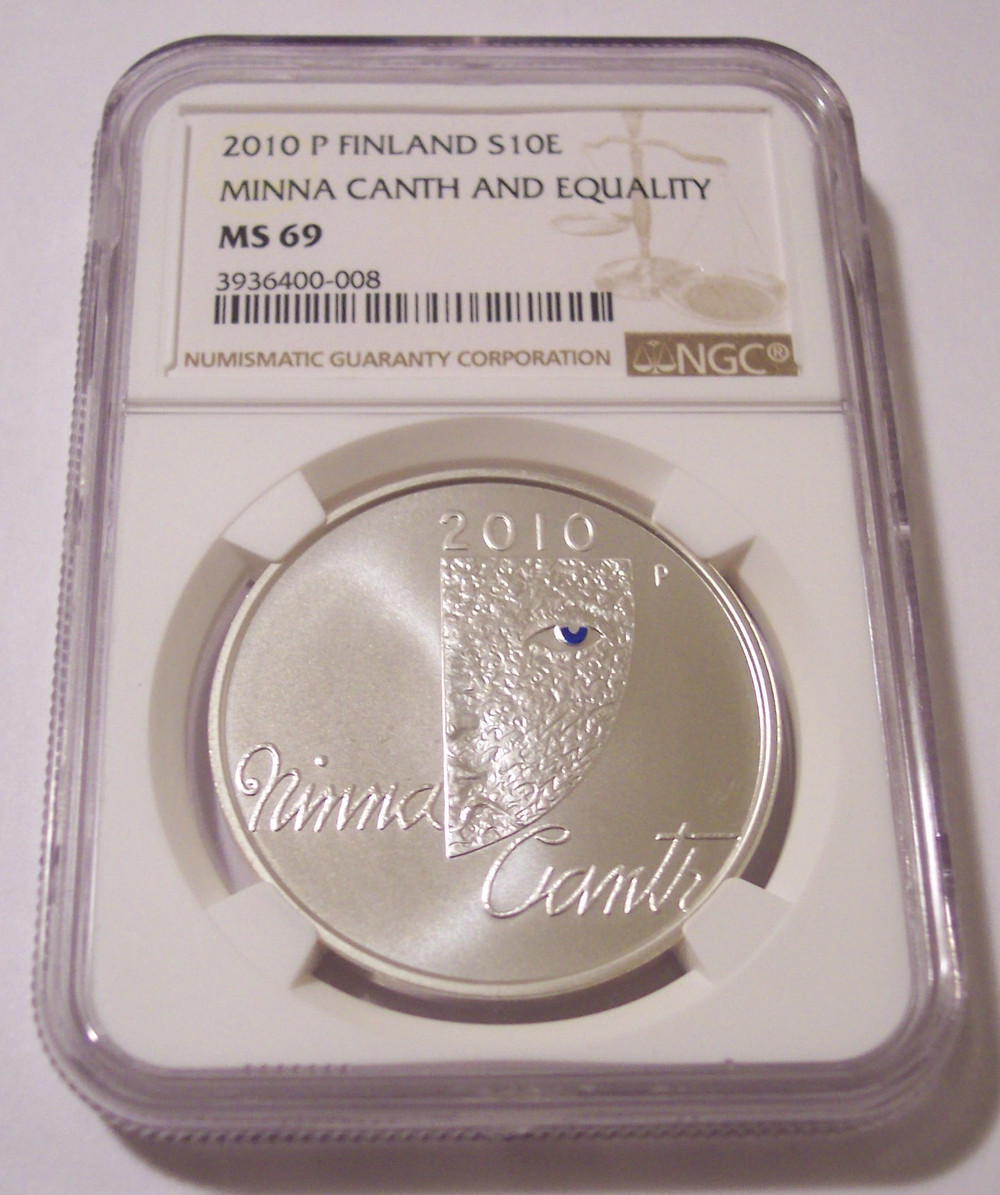 2010 P FINLAND S10E
MINNA CANTH AND EQUALITY
MS 69
3936400-008
NUMISMATIC GUARANTY CORPORATION NGC®
2010
P
Minna
Canth